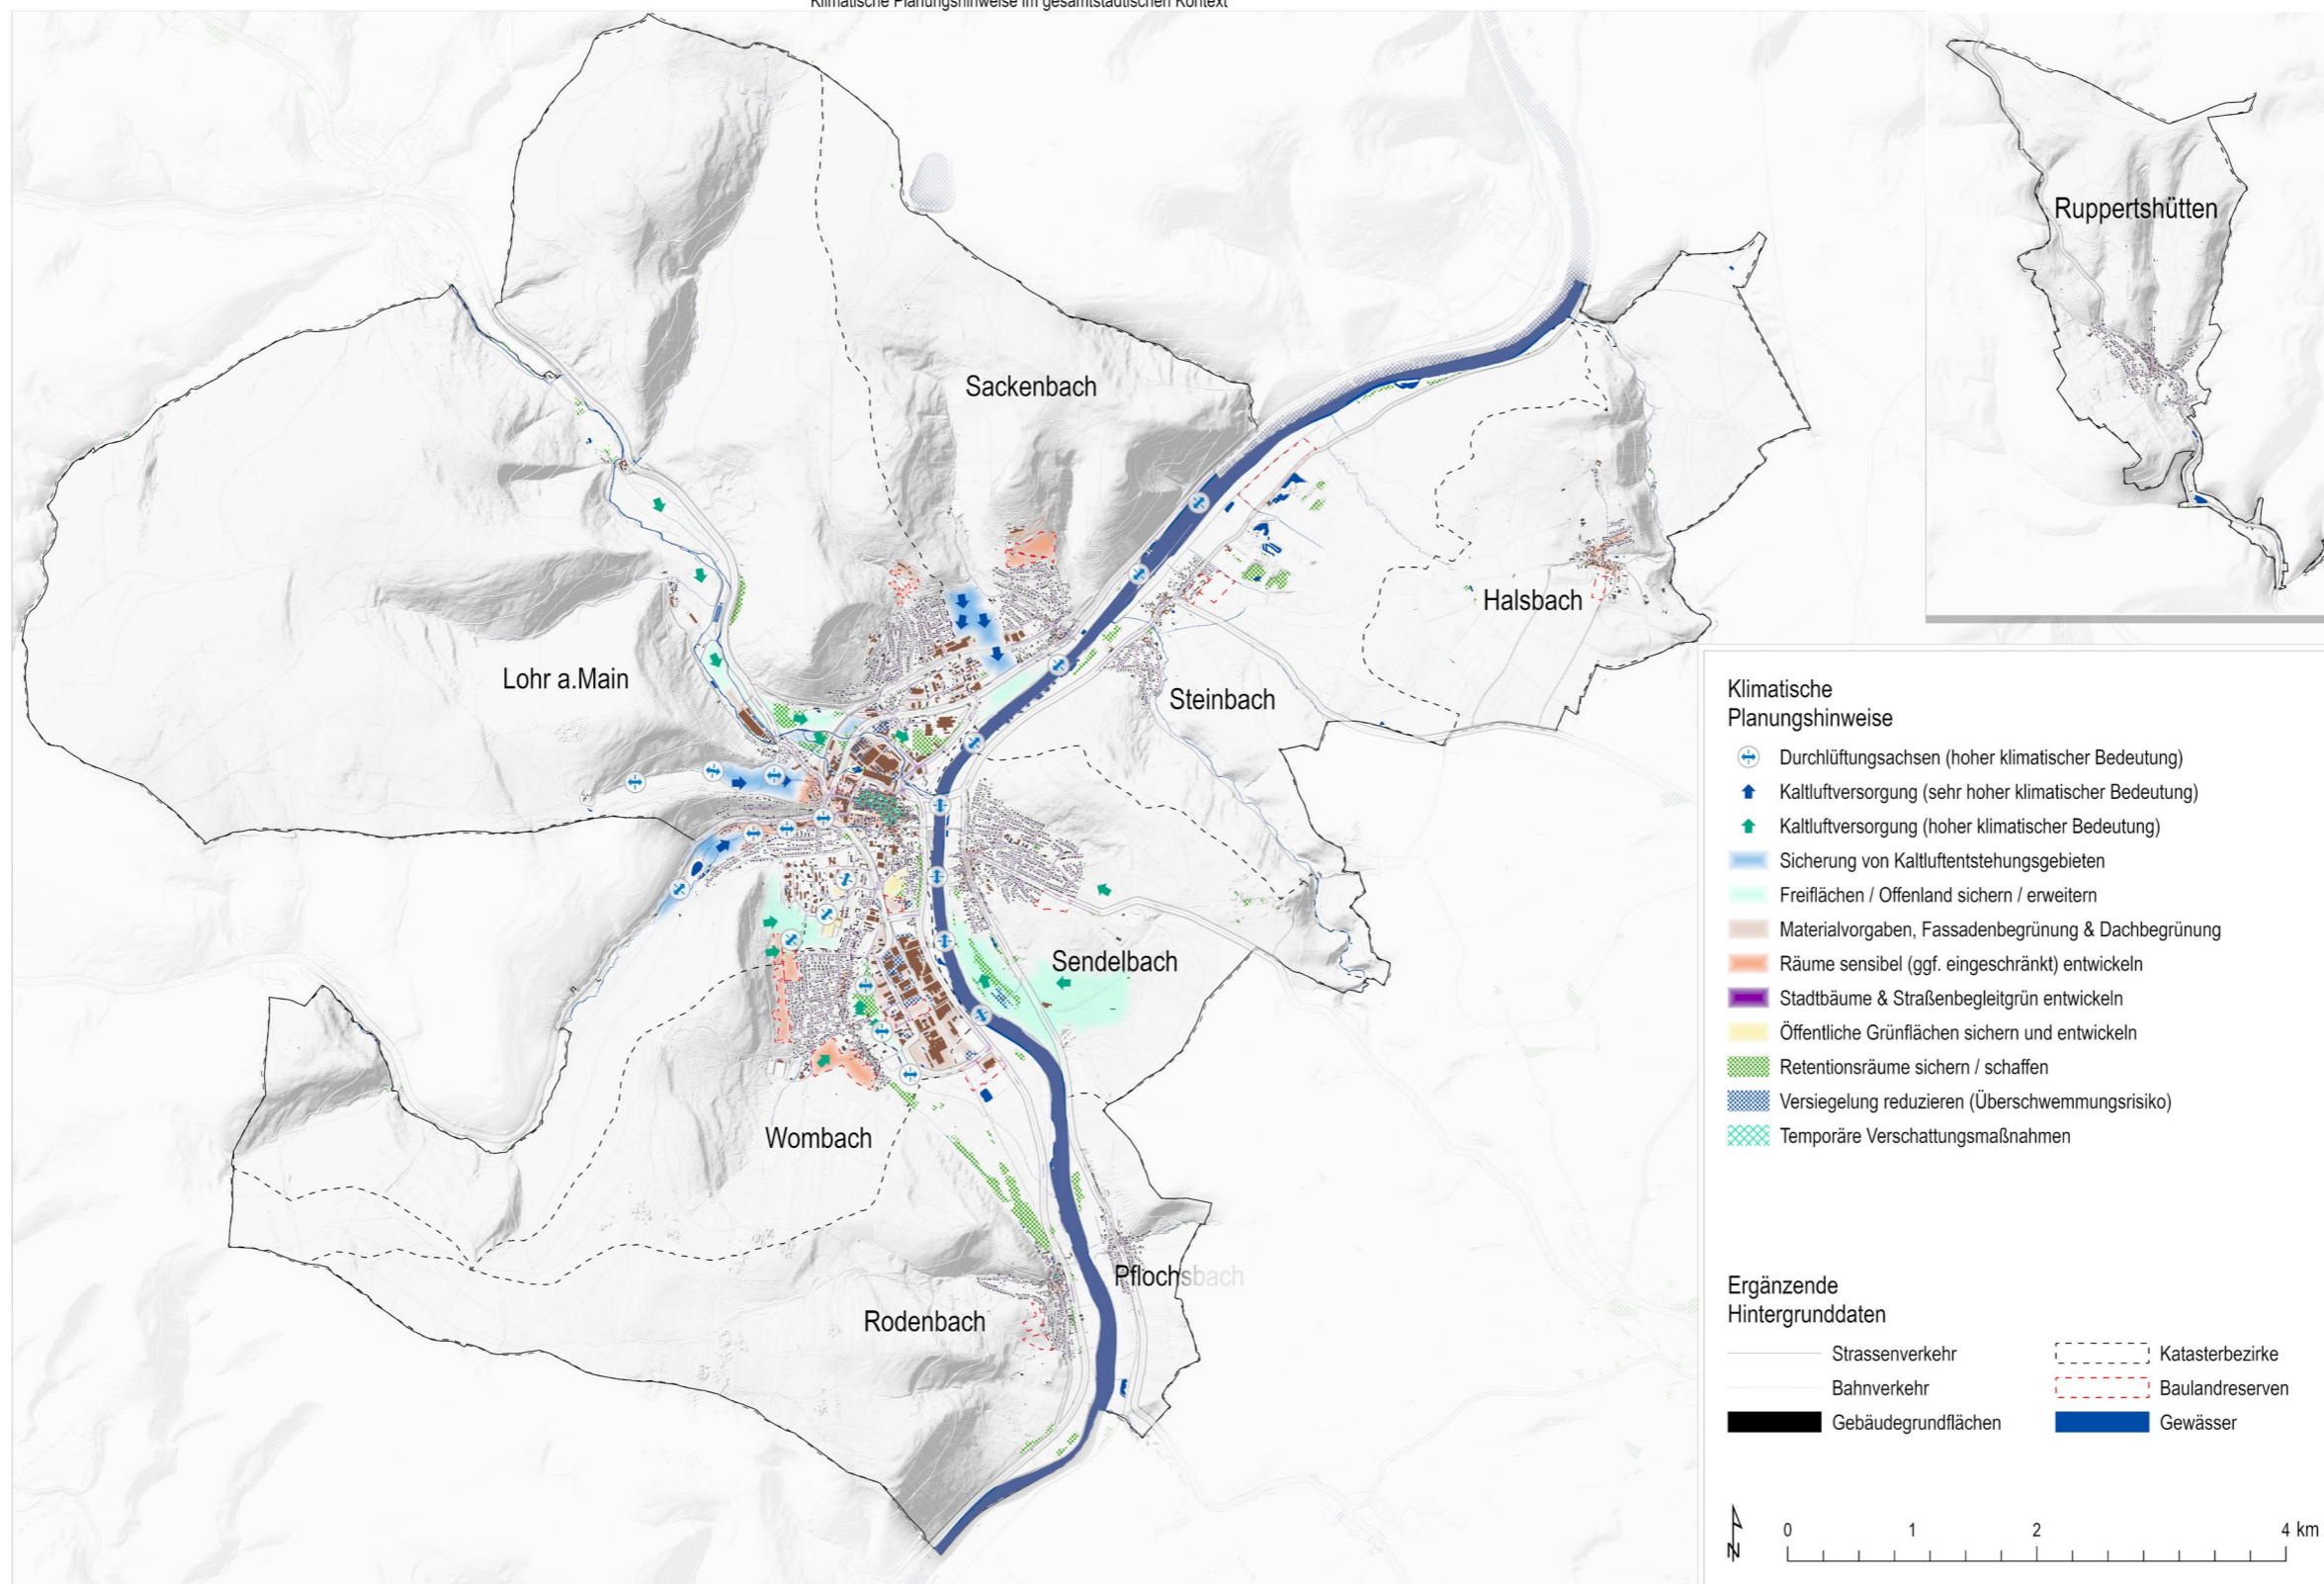 Klimatische Planungshinweise im gesamtstädtischen Kontext
Ruppertshütten
Sackenbach
Halsbach
Lohr a.Main
Steinbach
Sendelbach
Wombach
Pflochsbach
Rodenbach
Klimatische
Planungshinweise
Durchlüftungsachsen (hoher klimatischer Bedeutung)
Kaltluftversorgung (sehr hoher klimatischer Bedeutung)
Kaltluftversorgung (hoher klimatischer Bedeutung)
Sicherung von Kaltluftentstehungsgebieten
Freiflächen / Offenland sichern / erweitern
Materialvorgaben, Fassadenbegrünung & Dachbegrünung
Räume sensibel (ggf. eingeschränkt) entwickeln
Stadtbäume & Straßenbegleitgrün entwickeln
Öffentliche Grünflächen sichern und entwickeln
Retentionsräume sichern / schaffen
Versiegelung reduzieren (Überschwemmungsrisiko)
Temporäre Verschattungsmaßnahmen
Ergänzende
Hintergrunddaten
Strassenverkehr
Katasterbezirke
Bahnverkehr
Baulandreserven
Gebäudegrundflächen
Gewässer
N
0 1 2 4 km